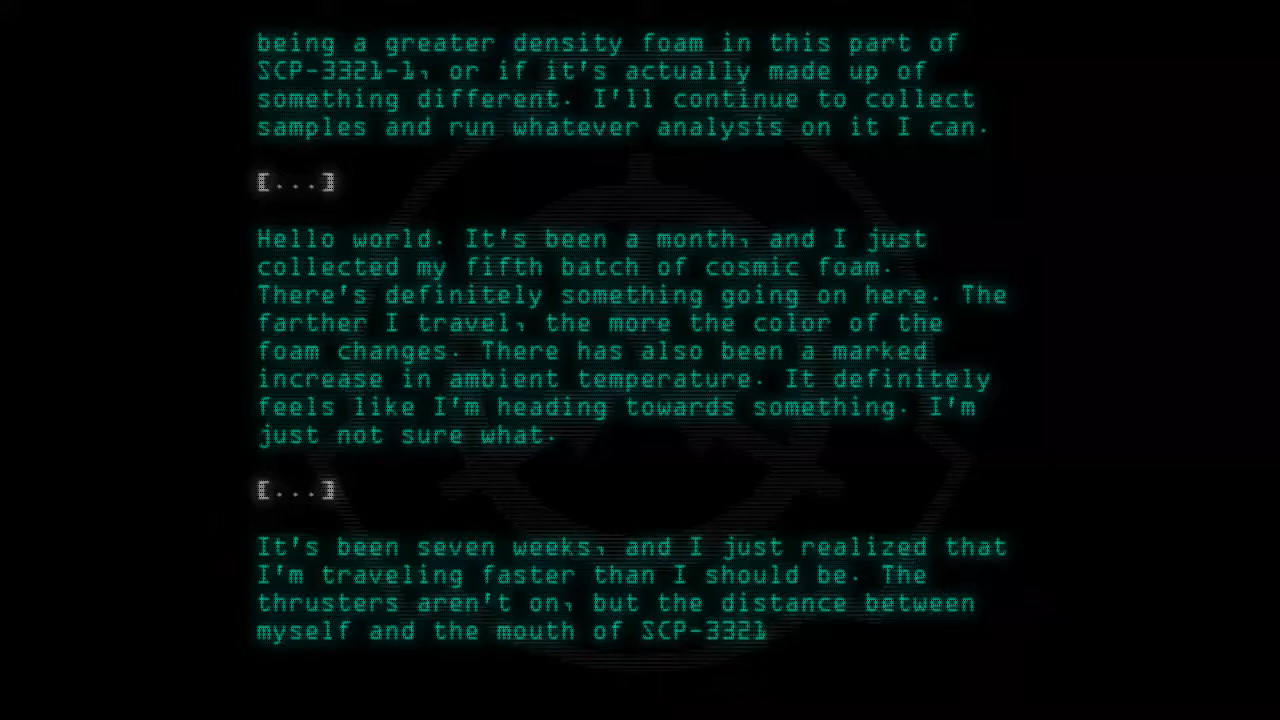 being a greater density foam in this part of
SCP-3321-1, or if it's actually made up of
something different. I'll continue to collect
samples and run whatever analysis on it I can.
[...]
Hello world. It's been a month, and I just
collected my fifth batch of cosmic foam.
There's definitely something going on here. The
farther I travel, the more the color of the
foam changes. There has also been a marked
increase in ambient temperature. It definitely
feels like I'm heading towards something. I'm
just not sure what.
[...]
It's been seven weeks, and I just realized that
I'm traveling faster than I should be. The
thrusters aren't on, but the distance between
myself and the mouth of SCP-3321